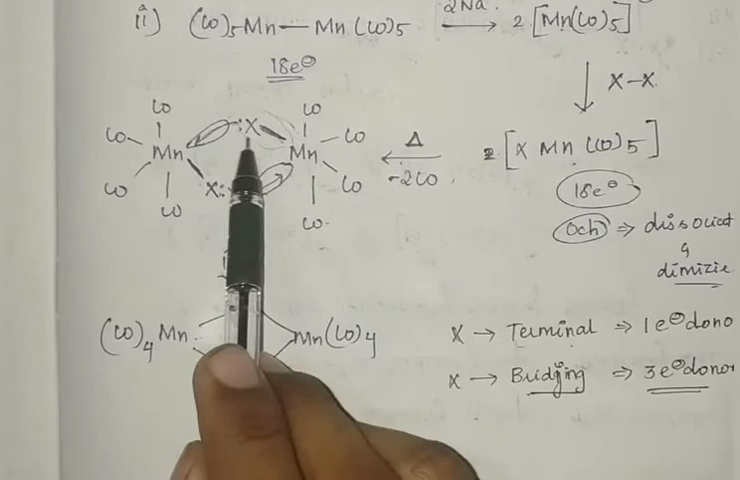 ii) (CO)5Mn — Mn(CO)5 2Na → 2[Mn(CO)5]
18e⊖
X–X
CO CO
CO :X CO
Mn Mn Δ 2[X Mn (CO)5]
CO X: CO -2CO 18e⊖
CO CO
Och ⇒ dissociat
&
dimizie
(CO)4Mn Mn(CO)4
X → Terminal ⇒ 1e⊖dono
X → Bridging ⇒ 3e⊖donor